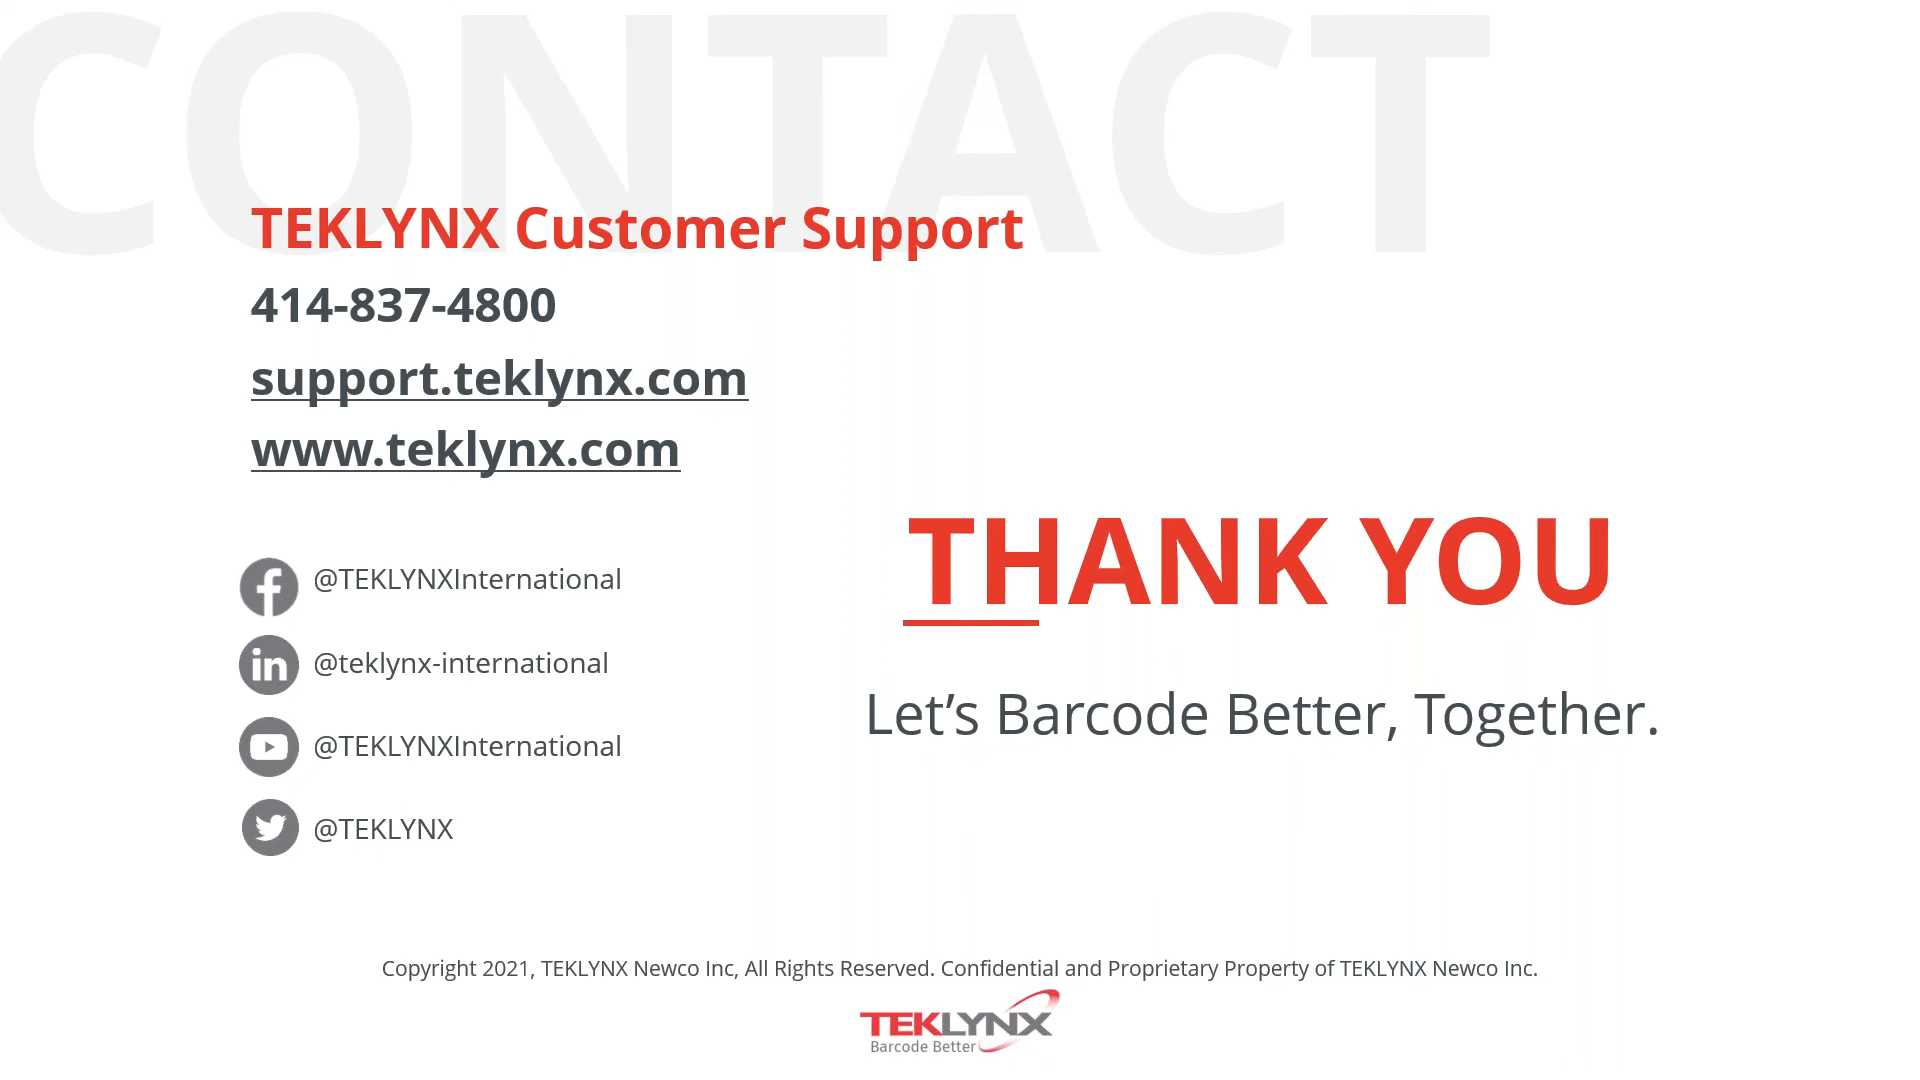 CONTACT
TEKLYNX Customer Support
414-837-4800
support.teklynx.com
www.teklynx.com
@TEKLYNXInternational
@teklynx-international
@TEKLYNXInternational
@TEKLYNX
THANK YOU
Let’s Barcode Better, Together.
Copyright 2021, TEKLYNX Newco Inc, All Rights Reserved. Confidential and Proprietary Property of TEKLYNX Newco Inc.
TEKLYNX
Barcode Better